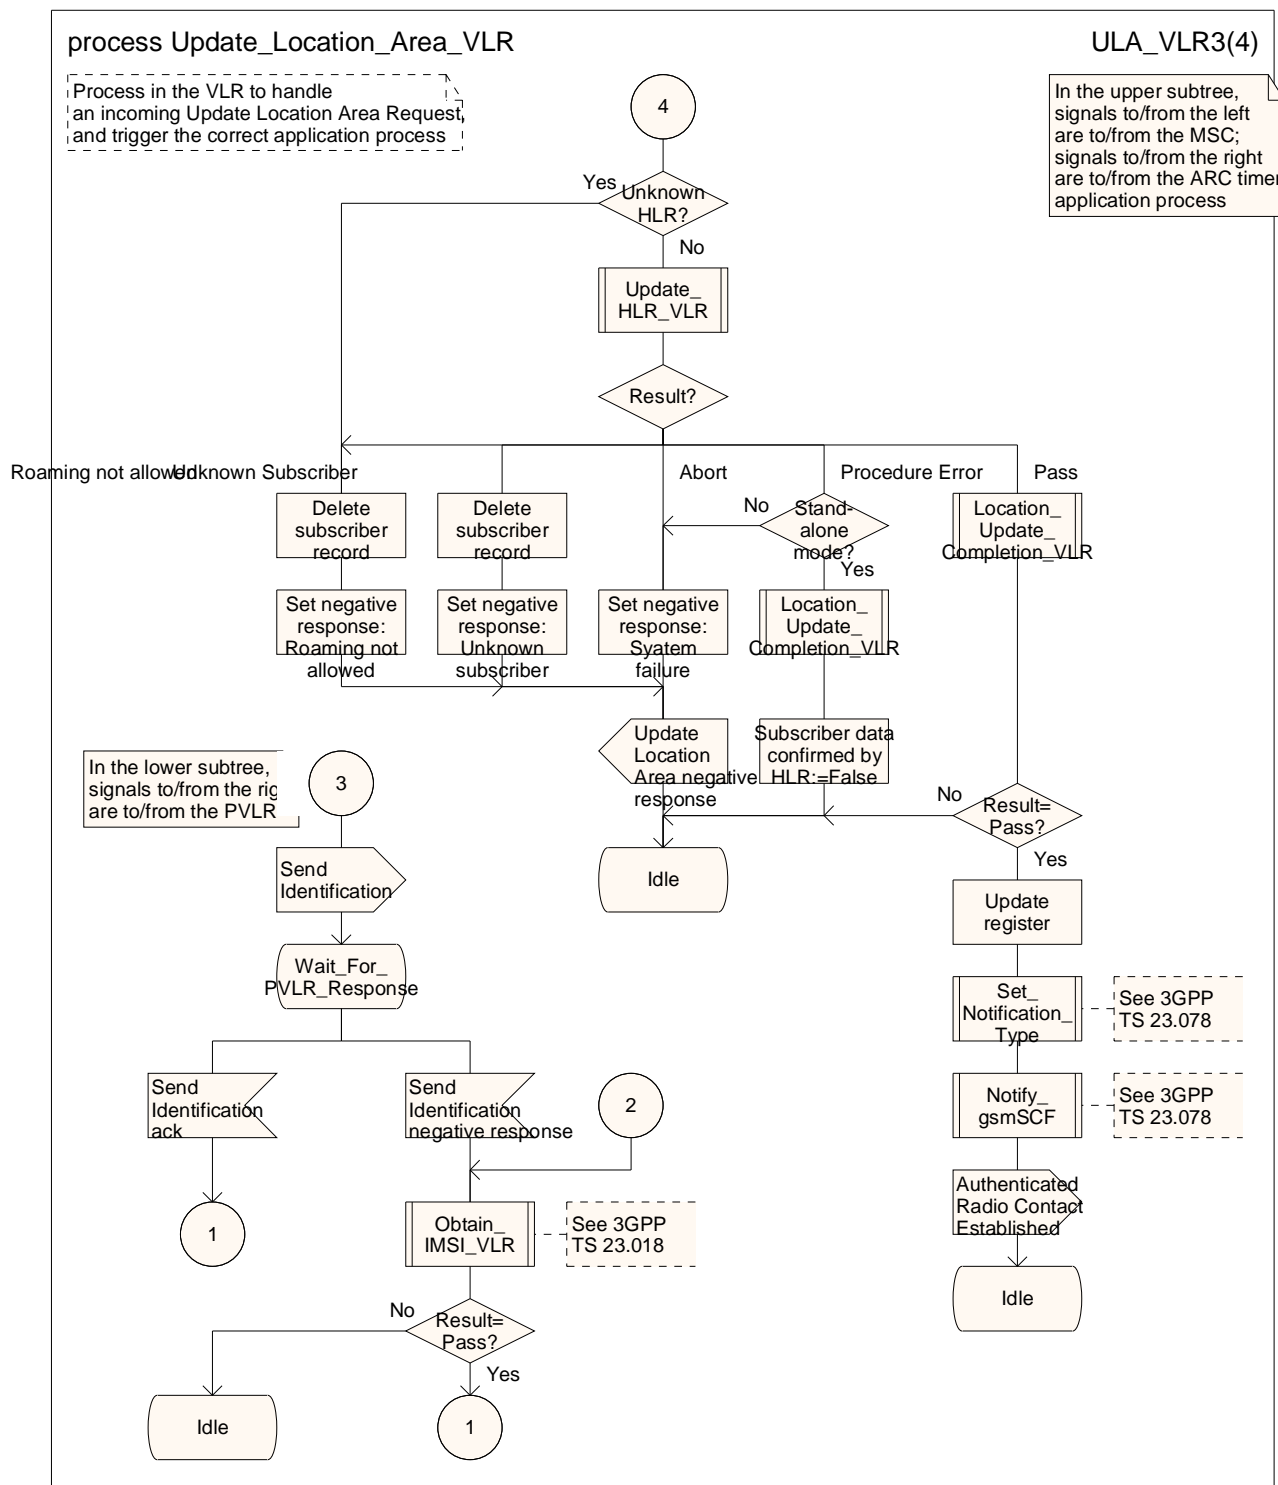 process Update_Location_Area_VLR
ULA_VLR3(4)
Process in the VLR to handle
an incoming Update Location Area Request
and trigger the correct application process
4
In the upper subtree,
signals to/from the left
are to/from the MSC;
signals to/from the right
are to/from the ARC timer
application process
Yes
Unknown
HLR?
No
Update_
HLR_VLR
Result?
Roaming not allowed
Unknown Subscriber
Abort
Procedure Error
Pass
Delete
subscriber
record
Delete
subscriber
record
No
Stand-
alone
mode?
Yes
Location_
Update_
Completion_VLR
Set negative
response:
Roaming not
allowed
Set negative
response:
Unknown
subscriber
Set negative
response:
Syatem
failure
Location_
Update_
Completion_VLR
Update
Location
Area negative
response
Subscriber data
confirmed by
HLR:=False
In the lower subtree,
signals to/from the rig
are to/from the PVLR
3
No
Result=
Pass?
Yes
Send
Identification
Idle
Update
register
Wait_For_
PVLR_Response
Set_
Notification_
Type
See 3GPP
TS 23.078
Send
Identification
ack
Send
Identification
negative response
2
Notify_
gsmSCF
See 3GPP
TS 23.078
1
Obtain_
IMSI_VLR
See 3GPP
TS 23.018
Authenticated
Radio Contact
Established
Idle
No
Result=
Pass?
Yes
Idle
1